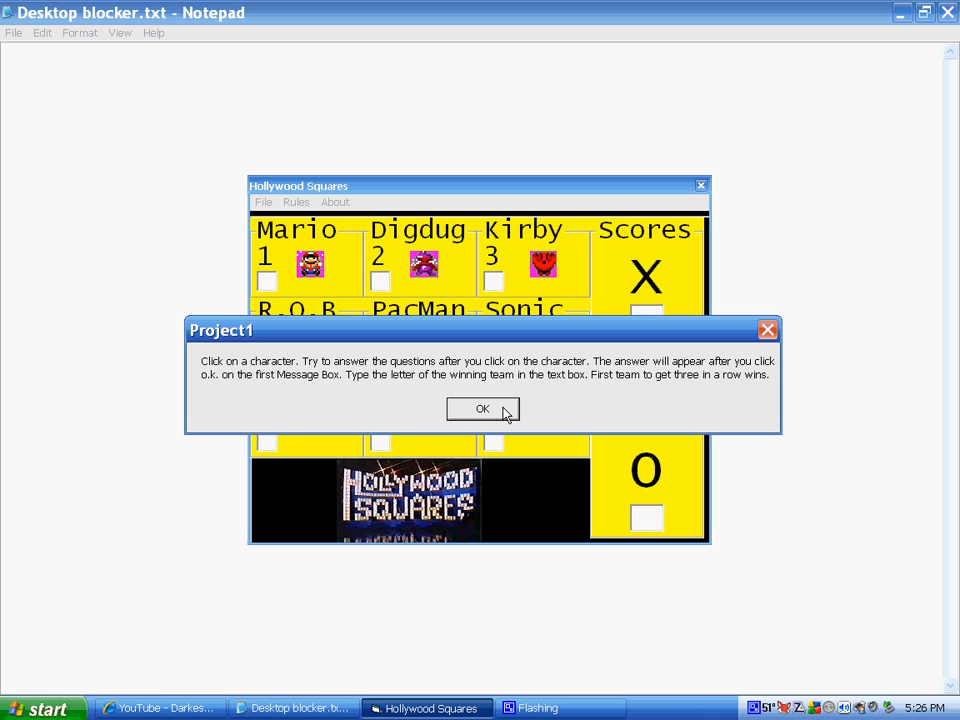 Desktop blocker.txt - Notepad
File Edit Format View Help
Hollywood Squares
File Rules About
Mario Digdug Kirby Scores
1 2 3
X
R.O.B PacMan Sonic
Project1
Click on a character. Try to answer the questions after you click on the character. The answer will appear after you click
o.k. on the first Message Box. Type the letter of the winning team in the text box. First team to get three in a row wins.
OK
O
HOLLYWOOD
SQUARES
start YouTube - Darkes... Desktop blocker.tx... Hollywood Squares Flashing 51° 5:26 PM